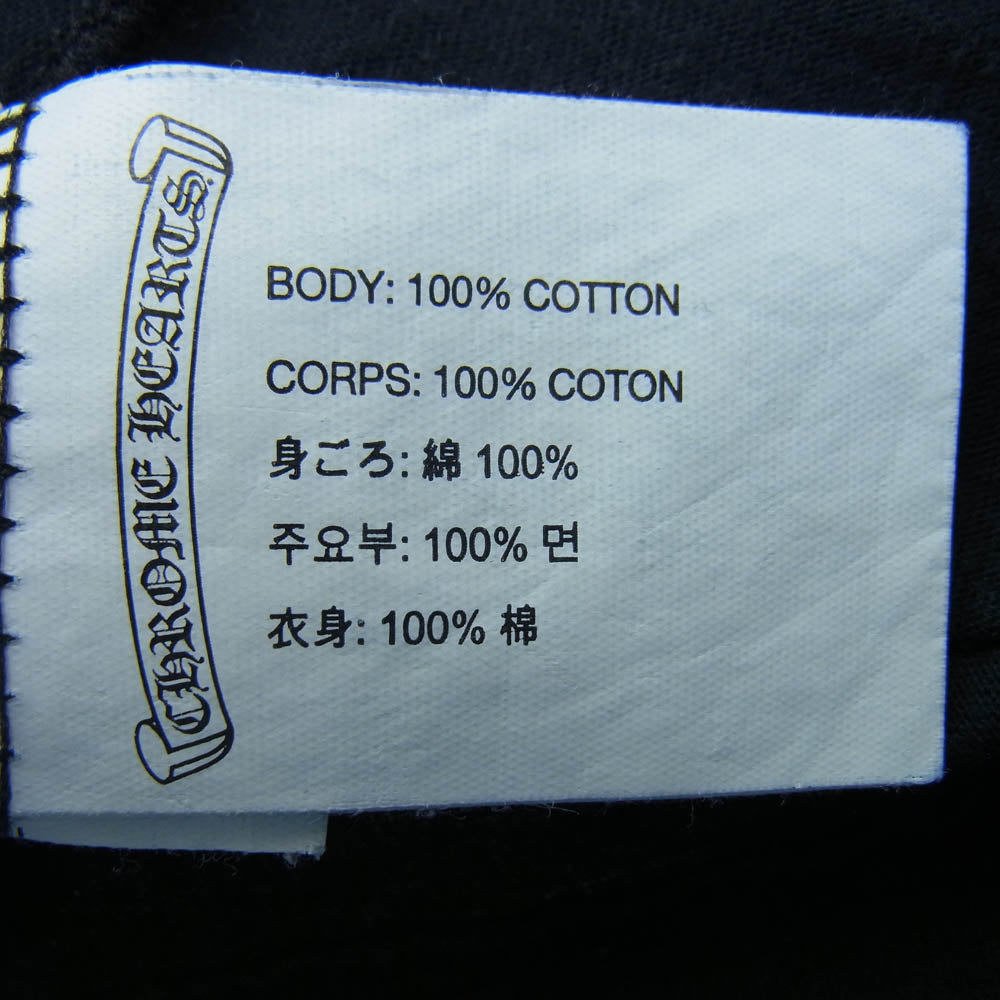 CHROME HEARTS
BODY: 100% COTTON
CORPS: 100% COTON
身ごろ: 綿 100%
주요부: 100% 면
衣身: 100% 棉